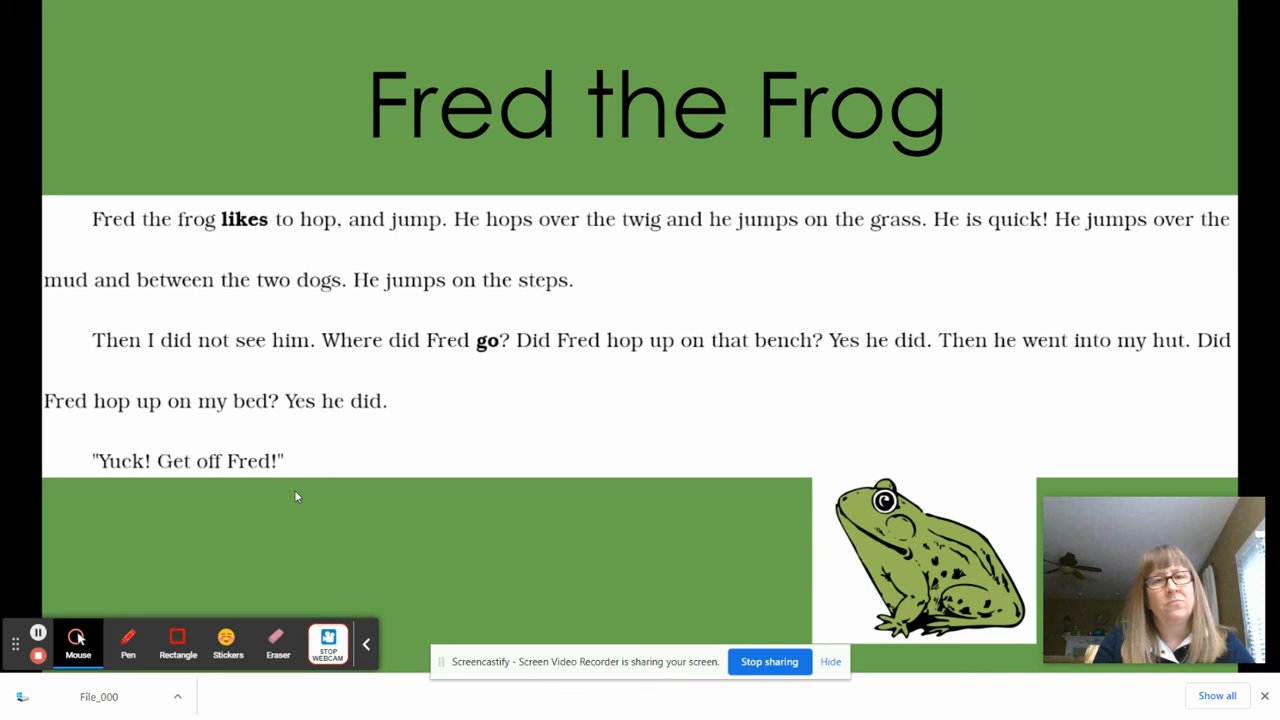 Fred the Frog
Fred the frog likes to hop, and jump. He hops over the twig and he jumps on the grass. He is quick! He jumps over the
mud and between the two dogs. He jumps on the steps.
Then I did not see him. Where did Fred go? Did Fred hop up on that bench? Yes he did. Then he went into my hut. Did
Fred hop up on my bed? Yes he did.
"Yuck! Get off Fred!"
Mouse
Pen
Rectangle
Stickers
Eraser
STOP
WEBCAM
Screencastify - Screen Video Recorder is sharing your screen.
Stop sharing
Hide
File_000
Show all